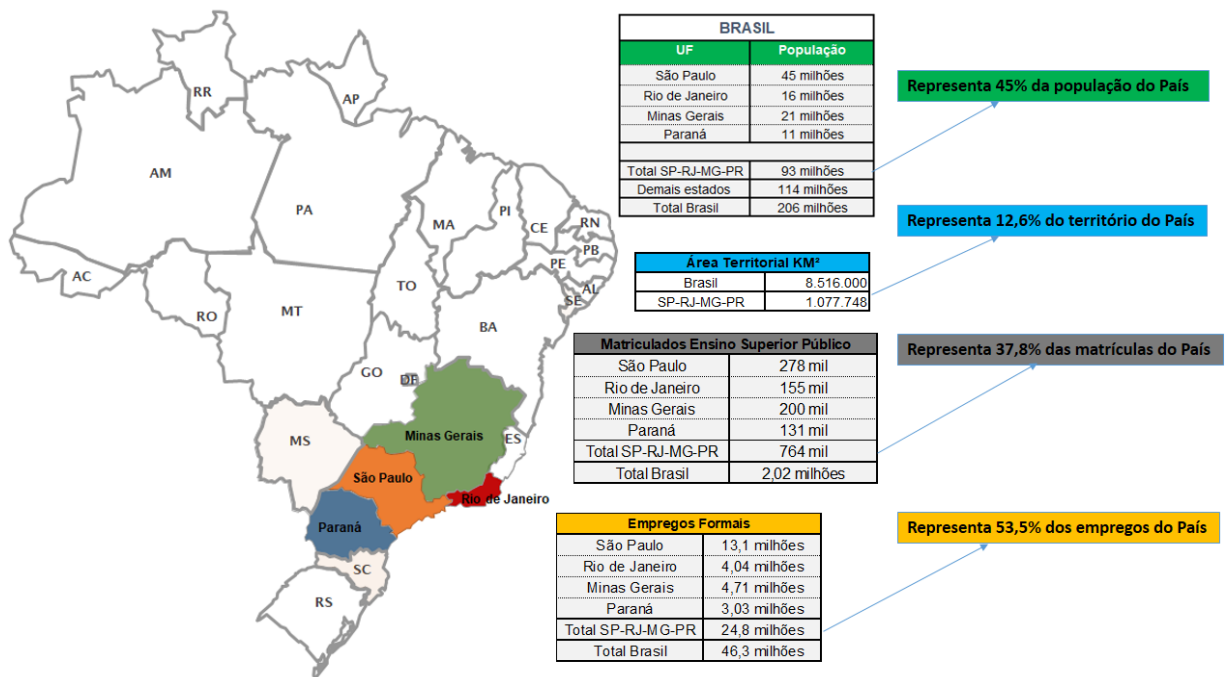 BRASIL
UF População
São Paulo 45 milhões
Rio de Janeiro 16 milhões
Minas Gerais 21 milhões
Paraná 11 milhões
Total SP-RJ-MG-PR 93 milhões
Demais estados 114 milhões
Total Brasil 206 milhões
Representa 45% da população do País
Representa 12,6% do território do País
Área Territorial KM²
Brasil 8.516.000
SP-RJ-MG-PR 1.077.748
Matriculados Ensino Superior Público
São Paulo 278 mil
Rio de Janeiro 155 mil
Minas Gerais 200 mil
Paraná 131 mil
Total SP-RJ-MG-PR 764 mil
Total Brasil 2,02 milhões
Representa 37,8% das matrículas do País
Empregos Formais
São Paulo 13,1 milhões
Rio de Janeiro 4,04 milhões
Minas Gerais 4,71 milhões
Paraná 3,03 milhões
Total SP-RJ-MG-PR 24,8 milhões
Total Brasil 46,3 milhões
Representa 53,5% dos empregos do País
RR
AP
AM
PA
MA
PI
CE
RN
PB
PE
AL
SE
AC
RO
MT
TO
BA
GO
DF
MS
Minas Gerais
ES
São Paulo
Rio de Janeiro
Paraná
SC
RS